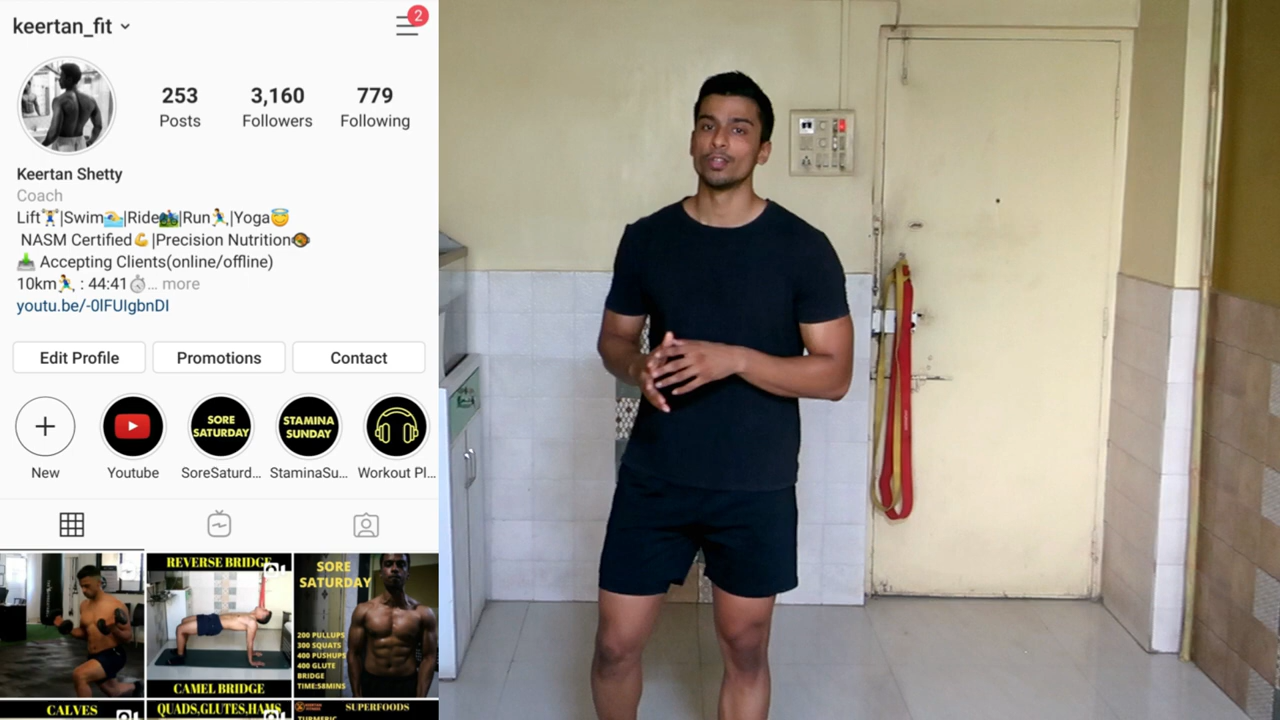 keertan_fit
2
253 3,160 779
Posts Followers Following
Keertan Shetty
Coach
Lift🏋️|Swim🏊|Ride🚵|Run🏃|Yoga😇
NASM Certified💪|Precision Nutrition🥘
📥 Accepting Clients(online/offline)
10km🏃 : 44:41⏱️... more
youtu.be/-0lFUIgbnDI
Edit Profile Promotions Contact
SORE
SATURDAY
STAMINA
SUNDAY
New Youtube SoreSaturd... StaminaSu... Workout Pl...
REVERSE BRIDGE
CAMEL BRIDGE
SORE
SATURDAY
200 PULLUPS
300 SQUATS
400 PUSHUPS
400 GLUTE
BRIDGE
TIME:58MINS
CALVES
QUADS,GLUTES,HAMS
SUPERFOODS
TURMERIC